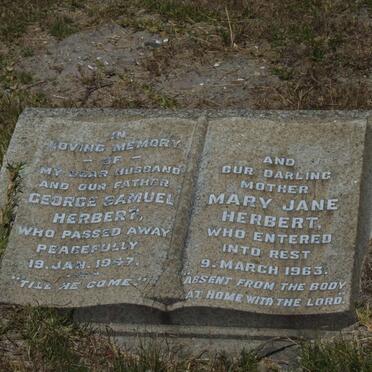 IN
LOVING MEMORY
– OF –
MY DEAR HUSBAND
AND OUR FATHER
GEORGE SAMUEL
HERBERT,
WHO PASSED AWAY
PEACEFULLY
19. JAN. 1947.
"TILL HE COME."
AND
OUR DARLING
MOTHER
MARY JANE
HERBERT,
WHO ENTERED
INTO REST
9. MARCH 1963.
"ABSENT FROM THE BODY
AT HOME WITH THE LORD."